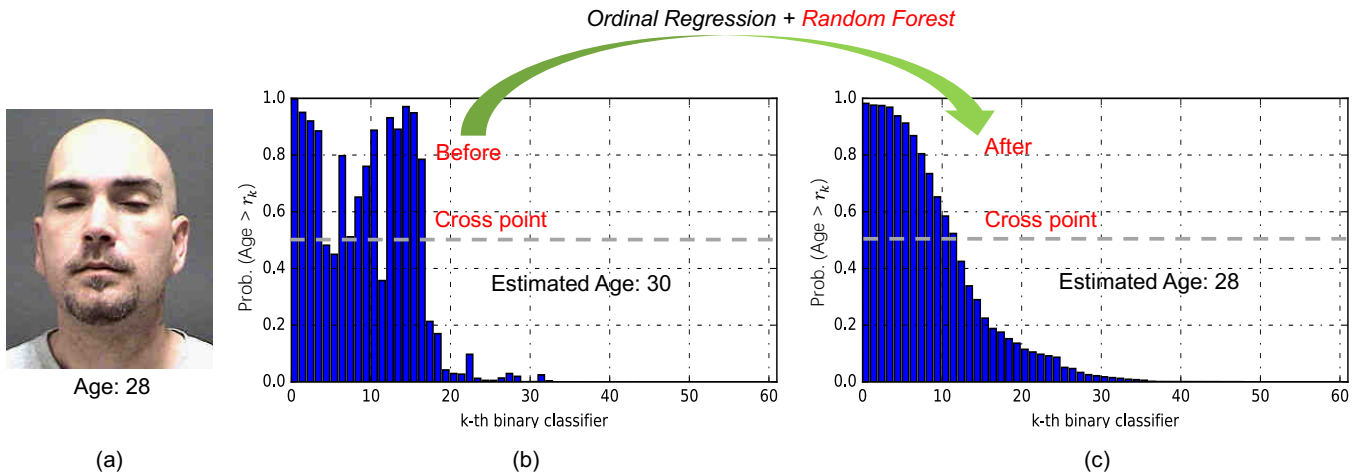 Ordinal Regression + Random Forest
Age: 28
(a)
1.0
0.8
0.6
0.4
0.2
0.0
Prob. (Age > rₖ)
Before
Cross point
Estimated Age: 30
0 10 20 30 40 50 60
k-th binary classifier
(b)
1.0
0.8
0.6
0.4
0.2
0.0
Prob. (Age > rₖ)
After
Cross point
Estimated Age: 28
0 10 20 30 40 50 60
k-th binary classifier
(c)